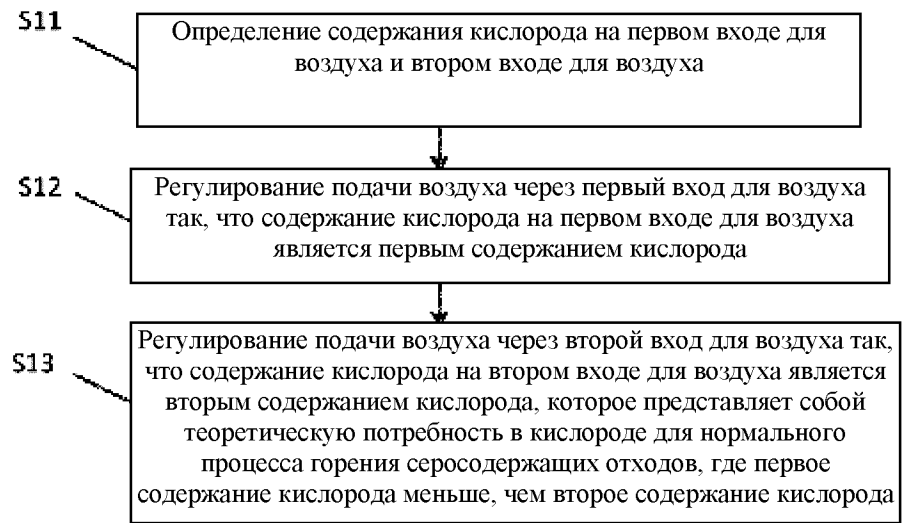 S11
Определение содержания кислорода на первом входе для
воздуха и втором входе для воздуха
S12
Регулирование подачи воздуха через первый вход для воздуха
так, что содержание кислорода на первом входе для воздуха
является первым содержанием кислорода
S13
Регулирование подачи воздуха через второй вход для воздуха так,
что содержание кислорода на втором входе для воздуха является
вторым содержанием кислорода, которое представляет собой
теоретическую потребность в кислороде для нормального
процесса горения серосодержащих отходов, где первое
содержание кислорода меньше, чем второе содержание кислорода